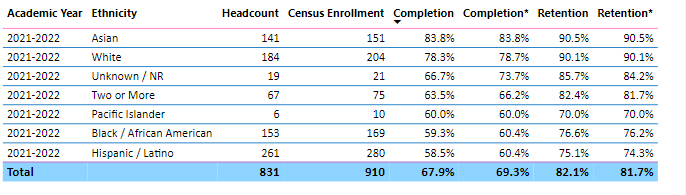 Academic Year Ethnicity Headcount Census Enrollment Completion Completion* Retention Retention*
2021-2022 Asian 141 151 83.8% 83.8% 90.5% 90.5%
2021-2022 White 184 204 78.3% 78.7% 90.1% 90.1%
2021-2022 Unknown / NR 19 21 66.7% 73.7% 85.7% 84.2%
2021-2022 Two or More 67 75 63.5% 66.2% 82.4% 81.7%
2021-2022 Pacific Islander 6 10 60.0% 60.0% 70.0% 70.0%
2021-2022 Black / African American 153 169 59.3% 60.4% 76.6% 76.2%
2021-2022 Hispanic / Latino 261 280 58.5% 60.4% 75.1% 74.3%
Total 831 910 67.9% 69.3% 82.1% 81.7%